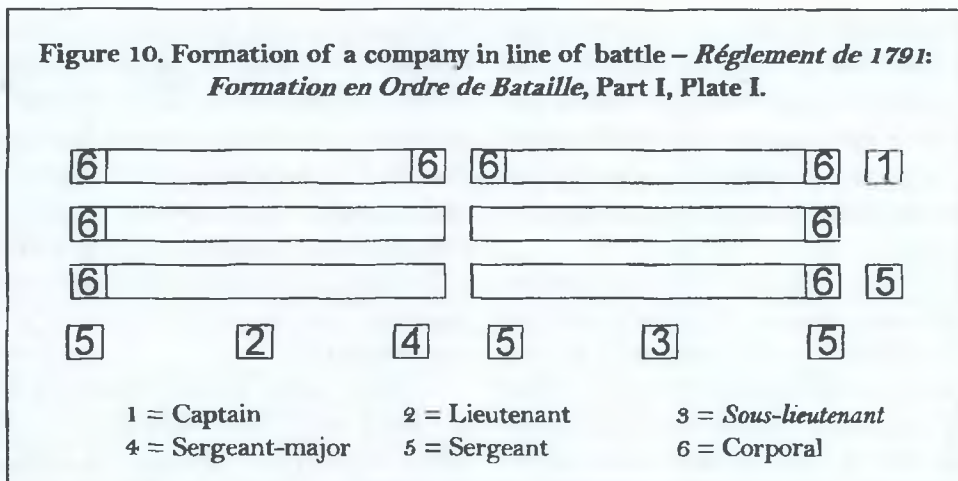 Figure 10. Formation of a company in line of battle – Réglement de 1791:
Formation en Ordre de Bataille, Part I, Plate I.
6 6 6 6 1
6 6
6 6 5
5 2 4 5 3 5
1 = Captain 2 = Lieutenant 3 = Sous-lieutenant
4 = Sergeant-major 5 = Sergeant 6 = Corporal